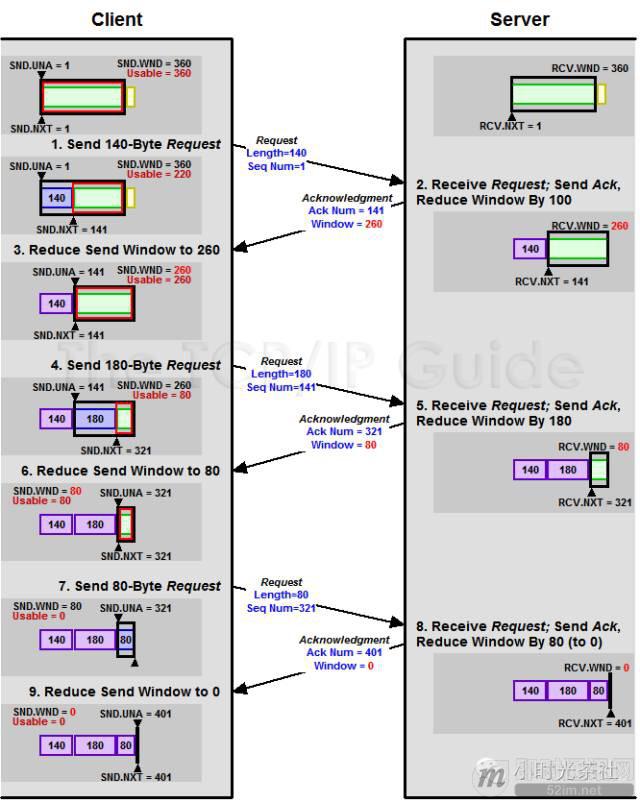 Client
Server
SND.UNA = 1
SND.WND = 360
Usable = 360
SND.NXT = 1
RCV.WND = 360
RCV.NXT = 1
1. Send 140-Byte Request
Request
Length=140
Seq Num=1
SND.UNA = 1
SND.WND = 360
Usable = 220
140
SND.NXT = 141
2. Receive Request; Send Ack,
Reduce Window By 100
Acknowledgment
Ack Num = 141
Window = 260
RCV.WND = 260
140
RCV.NXT = 141
3. Reduce Send Window to 260
SND.UNA = 141
SND.WND = 260
Usable = 260
140
SND.NXT = 141
The TCP/IP Guide
4. Send 180-Byte Request
Request
Length=180
Seq Num=141
SND.UNA = 141
SND.WND = 260
Usable = 80
140
180
SND.NXT = 321
5. Receive Request; Send Ack,
Reduce Window By 180
Acknowledgment
Ack Num = 321
Window = 80
RCV.WND = 80
140
180
RCV.NXT = 321
6. Reduce Send Window to 80
SND.WND = 80
Usable = 80
SND.UNA = 321
140
180
SND.NXT = 321
7. Send 80-Byte Request
Request
Length=80
Seq Num=321
SND.WND = 80
Usable = 0
SND.UNA = 321
140
180
80
8. Receive Request; Send Ack,
Reduce Window By 80 (to 0)
Acknowledgment
Ack Num = 401
Window = 0
RCV.WND = 0
140
180
80
RCV.NXT = 401
9. Reduce Send Window to 0
SND.WND = 0
Usable = 0
SND.UNA = 401
140
180
80
SND.NXT = 401
小时光茶社
52im.net